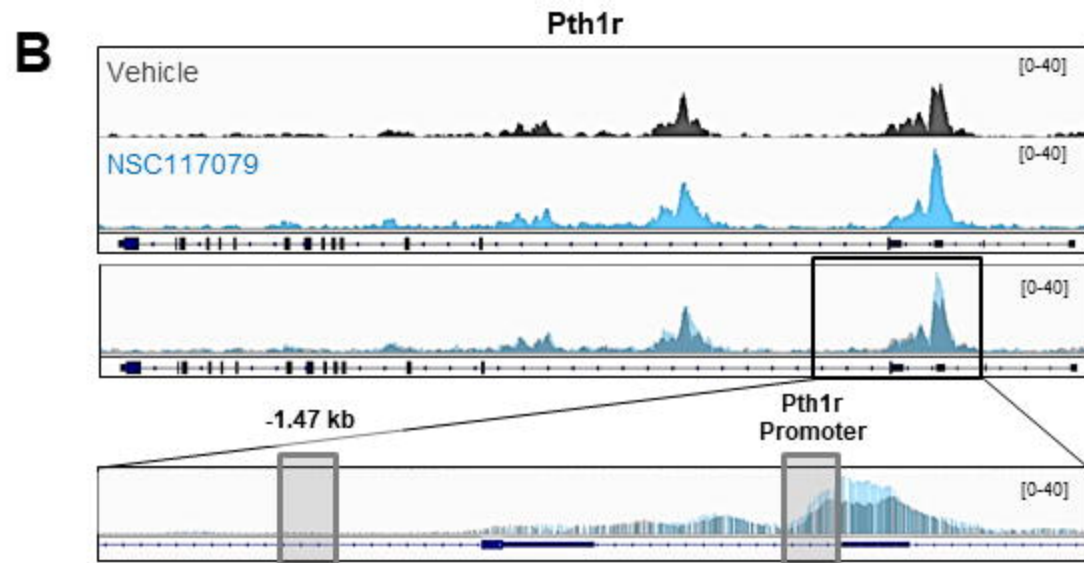 B
Pth1r
Vehicle
[0-40]
NSC117079
[0-40]
[0-40]
-1.47 kb
Pth1r
Promoter
[0-40]